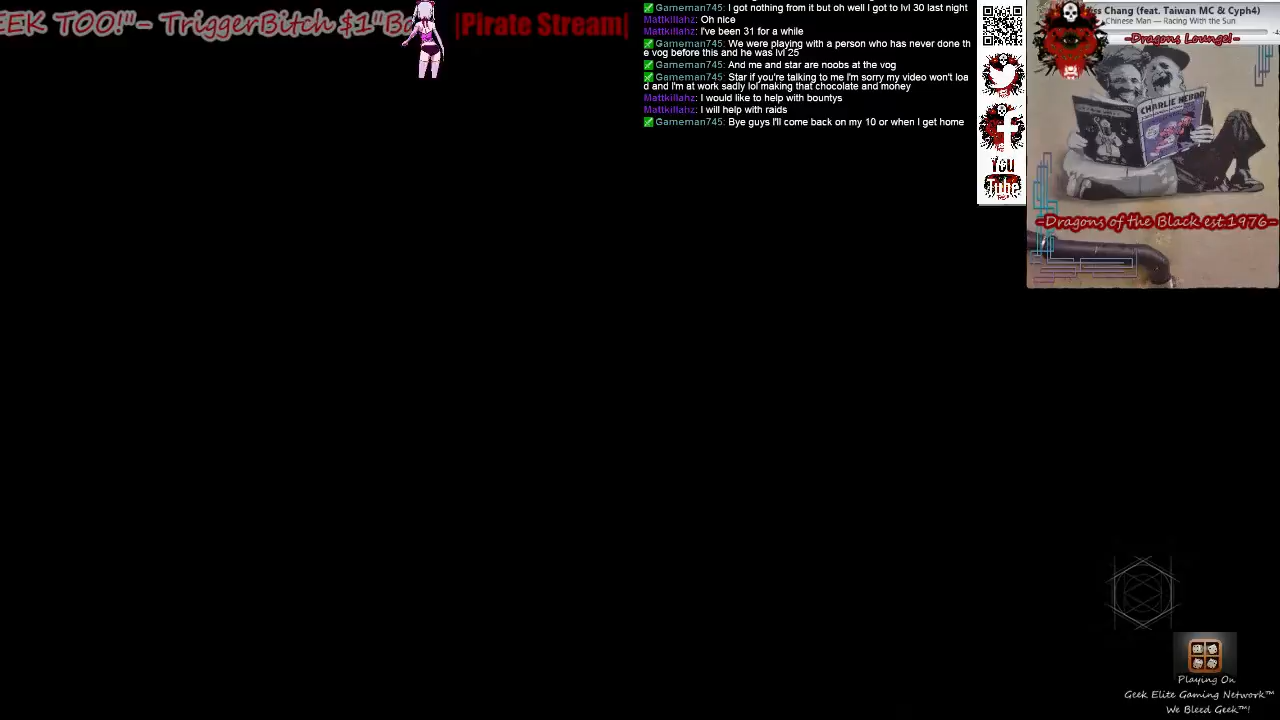 EEK TOO!"- TriggerBitch $1"Bo
|Pirate Stream|
Gameman745: I got nothing from it but oh well I got to lvl 30 last night
Mattkillahz: Oh nice
Mattkillahz: I've been 31 for a while
Gameman745: We were playing with a person who has never done th
e vog before this and he was lvl 25
Gameman745: And me and star are noobs at the vog
Gameman745: Star if you're talking to me I'm sorry my video won't loa
d and I'm at work sadly lol making that chocolate and money
Mattkillahz: I would like to help with bountys
Mattkillahz: I will help with raids
Gameman745: Bye guys I'll come back on my 10 or when I get home
You
Tube
ss Chang (feat. Taiwan MC & Cyph4)
Chinese Man — Racing With the Sun
-Dragons Lounge!-
CHARLIE HEBDO
-Dragons of the Black est.1976-
Playing On
Geek Elite Gaming Network™
We Bleed Geek™!